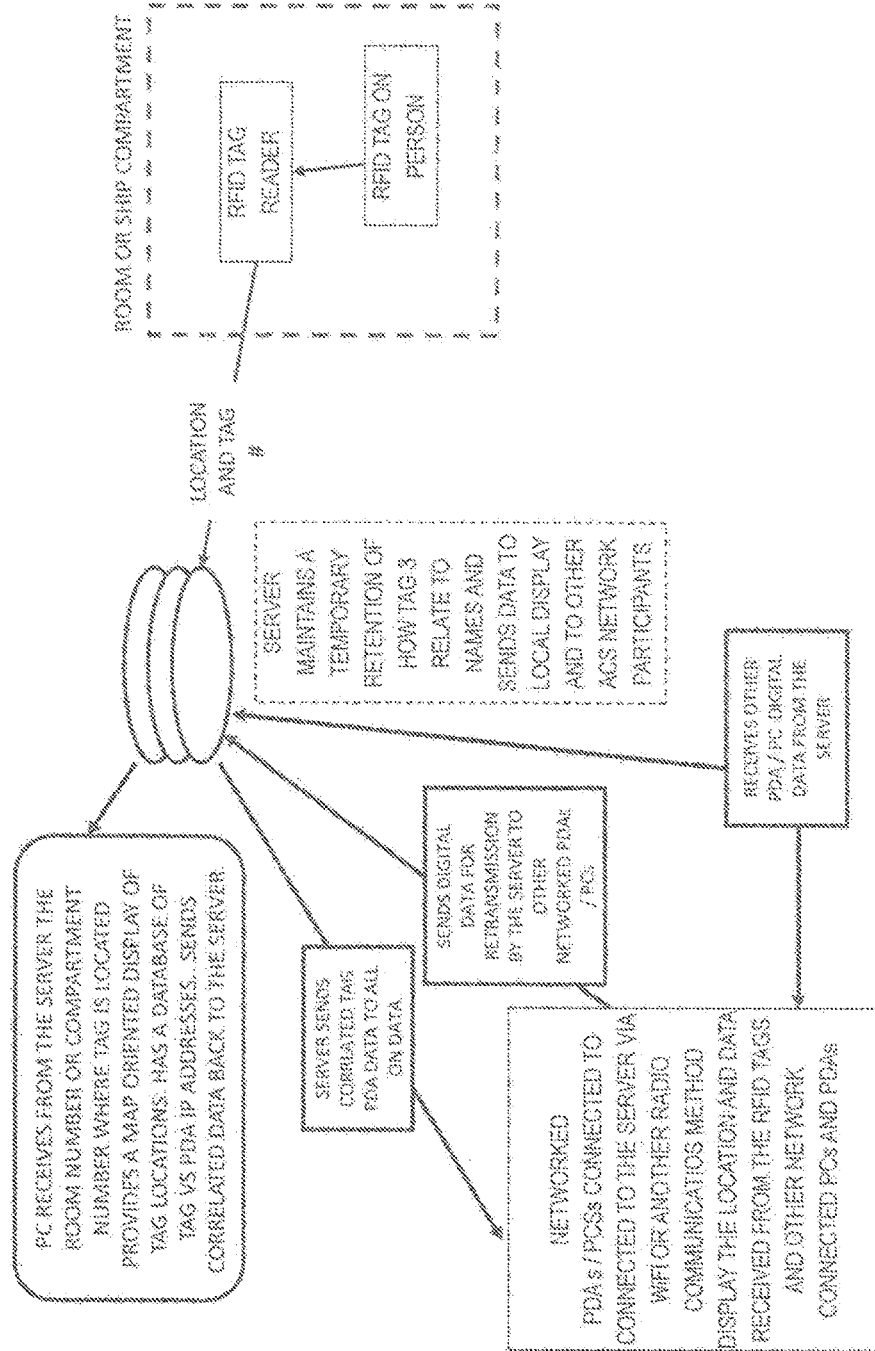 PC RECEIVES FROM THE SERVER THE
ROOM NUMBER OR COMPARTMENT
NUMBER WHERE TAG IS LOCATED
PROVIDES A MAP ORIENTED DISPLAY OF
TAG LOCATIONS. HAS A DATABASE OF
TAG VS PDA IP ADDRESSES. SENDS
CORRELATED DATA BACK TO THE SERVER.
ROOM OR SHIP COMPARTMENT
RFID TAG
READER
RFID TAG ON
PERSON
LOCATION
AND TAG
#
SERVER
MAINTAINS A
TEMPORARY
RETENTION OF
HOW TAG 3
RELATE TO
NAMES AND
SENDS DATA TO
LOCAL DISPLAY
AND TO OTHER
ACS NETWORK
PARTICIPANTS
SERVER SENDS
CORRLATED TAG
PDA DATA TO ALL
ON DATA.
SENDS DIGITAL
DATA FOR
RETRANSMISSION
BY THE SERVER TO
OTHER
NETWORKED PDAs
/ PCs
RECEIVES OTHER
PDA / PC DIGITAL
DATA FROM THE
SERVER
NETWORKED
PDA s / PCSs CONNECTED TO
CONNECTED TO THE SERVER VIA
WIFI OR ANOTHER RADIO
COMMUNICATIOS METHOD
DISPLAY THE LOCATION AND DATA
RECEIVED FROM THE RFID TAGS
AND OTHER NETWORK
CONNECTED PCs AND PDAs